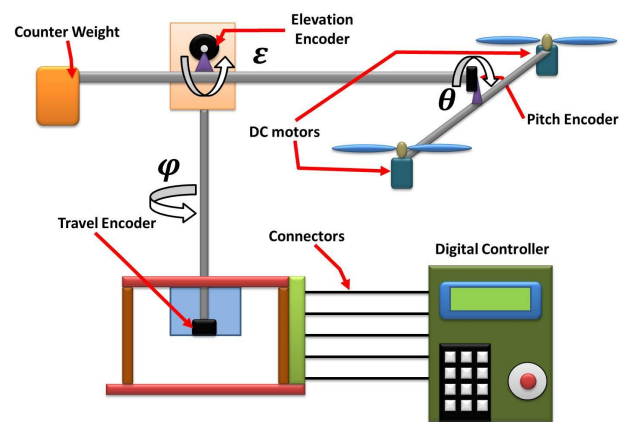 Elevation
Encoder
Counter Weight
ε
θ
Pitch Encoder
DC motors
φ
Travel Encoder
Connectors
Digital Controller